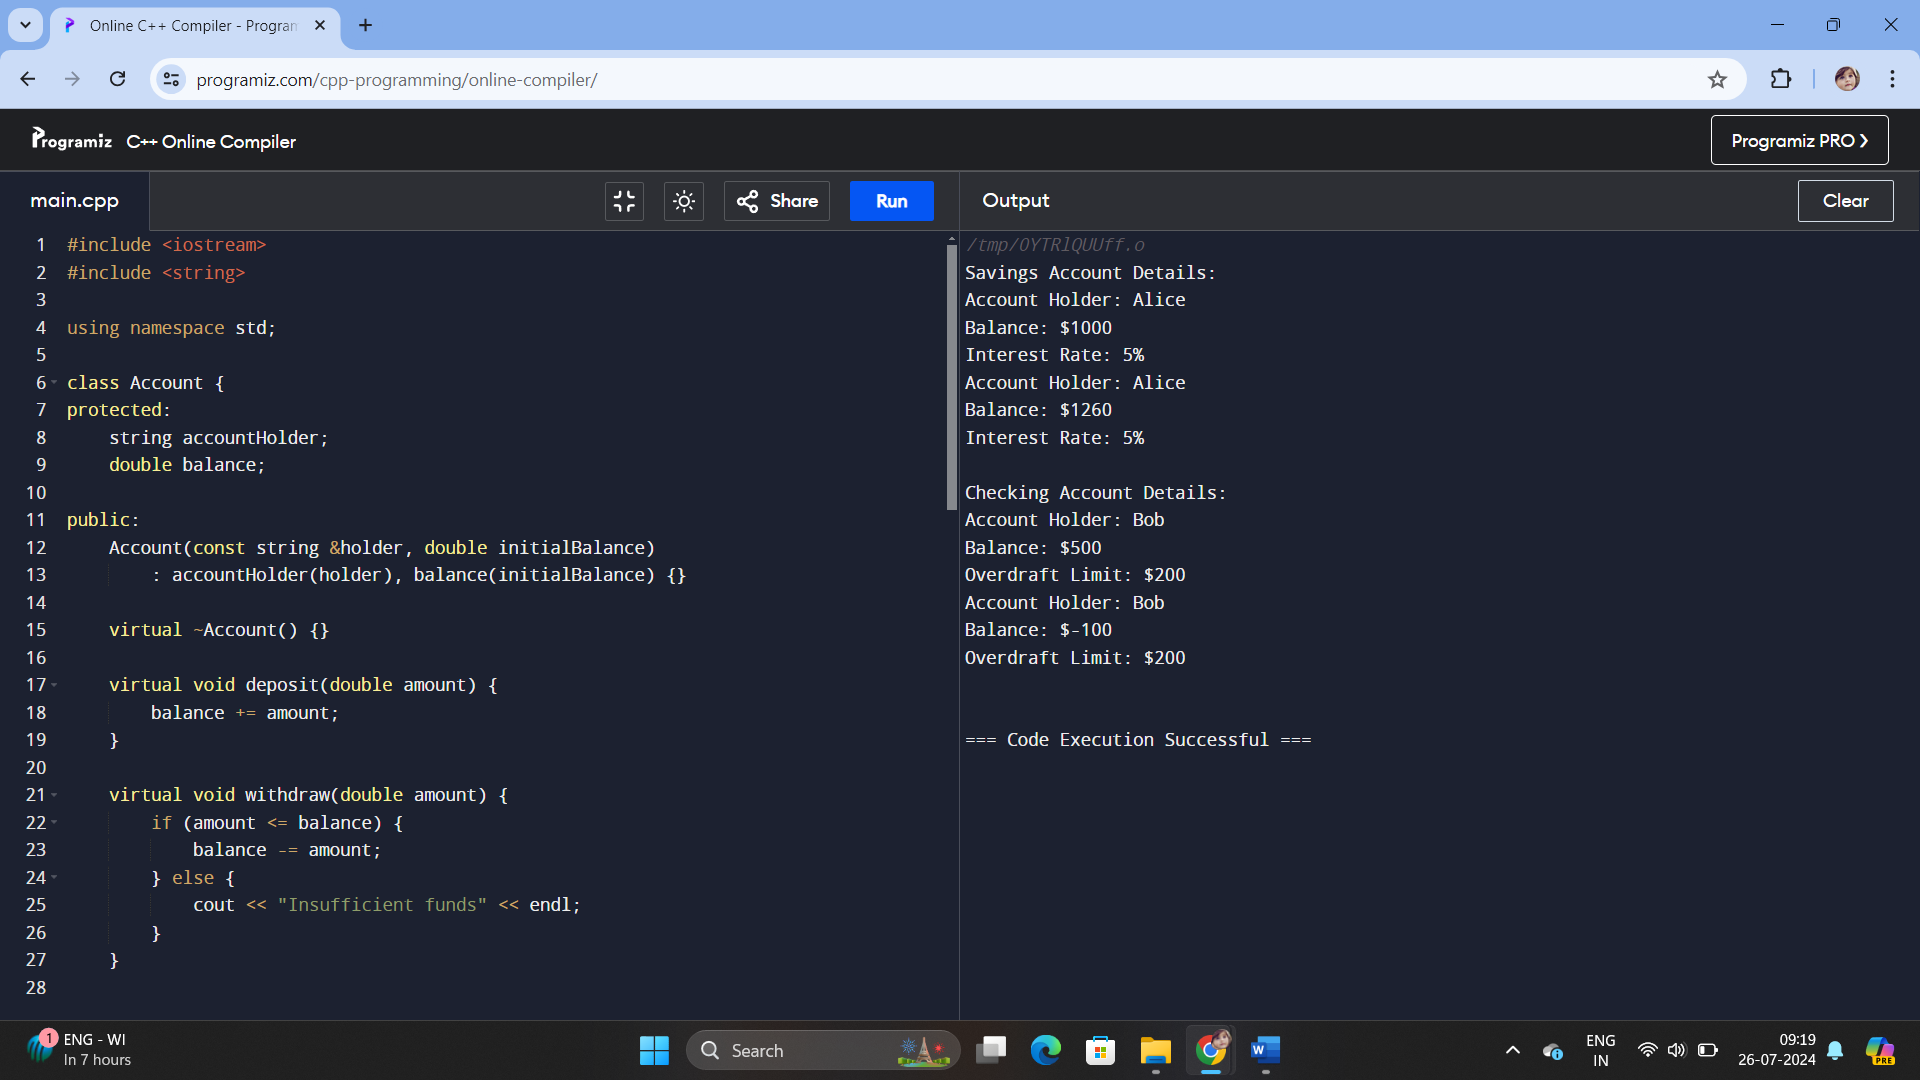 Online C++ Compiler - Program
programiz.com/cpp-programming/online-compiler/
Programiz C++ Online Compiler
Programiz PRO
main.cpp
Share
Run
1 #include <iostream>
2 #include <string>
3
4 using namespace std;
5
6 class Account {
7 protected:
8     string accountHolder;
9     double balance;
10
11 public:
12     Account(const string &holder, double initialBalance)
13         : accountHolder(holder), balance(initialBalance) {}
14
15     virtual ~Account() {}
16
17     virtual void deposit(double amount) {
18         balance += amount;
19     }
20
21     virtual void withdraw(double amount) {
22         if (amount <= balance) {
23             balance -= amount;
24         } else {
25             cout << "Insufficient funds" << endl;
26         }
27     }
28
Output
Clear
/tmp/OYTRlQUUff.o
Savings Account Details:
Account Holder: Alice
Balance: $1000
Interest Rate: 5%
Account Holder: Alice
Balance: $1260
Interest Rate: 5%
Checking Account Details:
Account Holder: Bob
Balance: $500
Overdraft Limit: $200
Account Holder: Bob
Balance: $-100
Overdraft Limit: $200
=== Code Execution Successful ===
1
ENG - WI
In 7 hours
Search
W
ENG
IN
09:19
26-07-2024
PRE